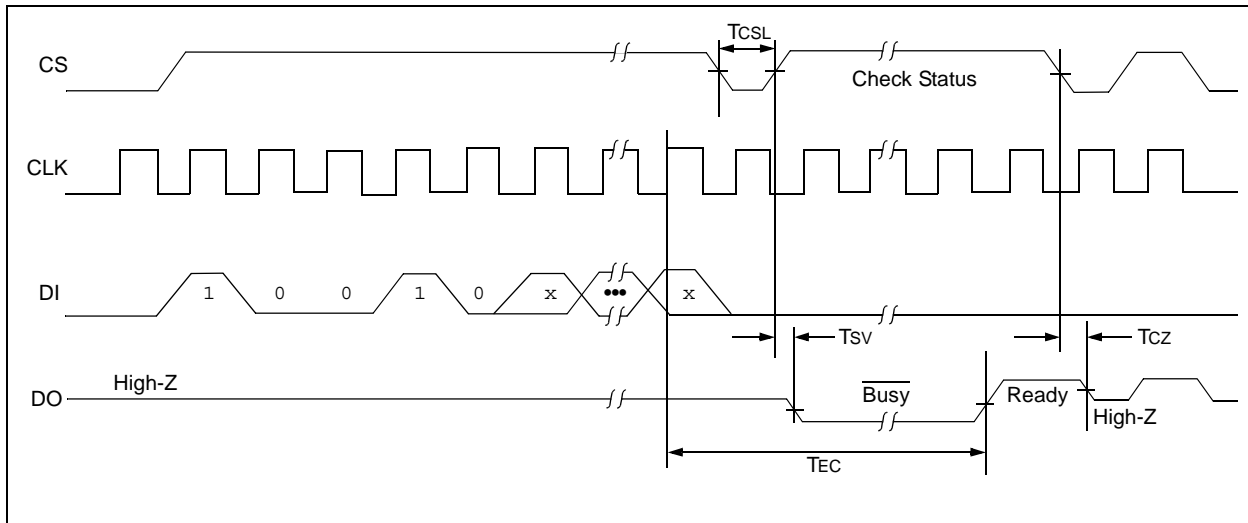 TCSL
CS
Check Status
CLK
DI
1 0 0 1 0 x ••• x
TSV
TCZ
High-Z
DO
Busy
Ready
High-Z
TEC